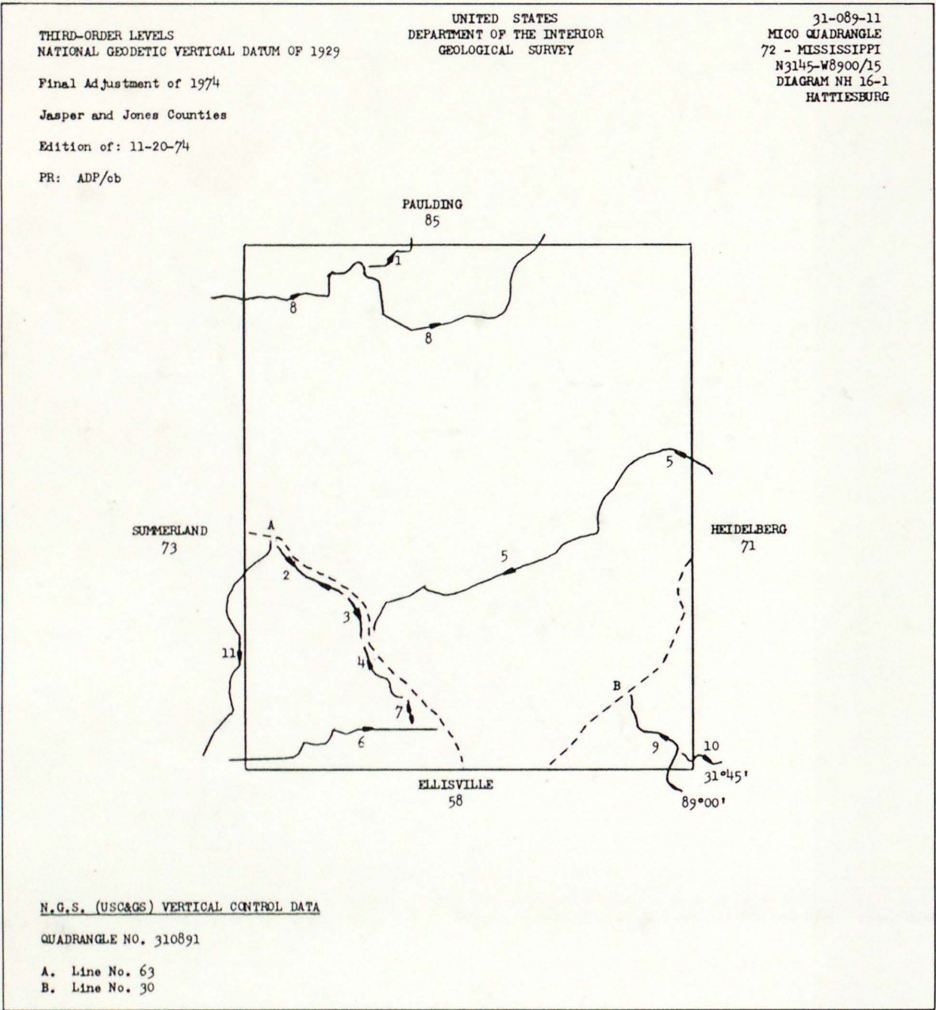 THIRD-ORDER LEVELS
NATIONAL GEODETIC VERTICAL DATUM OF 1929
Final Adjustment of 1974
Jasper and Jones Counties
Edition of: 11-20-74
PR: ADP/cb
UNITED STATES
DEPARTMENT OF THE INTERIOR
GEOLOGICAL SURVEY
31-089-11
MICO QUADRANGLE
72 - MISSISSIPPI
N3145-W8900/15
DIAGRAM NH 16-1
HATTIESBURG
PAULDING
85
1
8
8
5
A
SUMMERLAND
73
HEIDELBERG
71
5
2
3
11
4
B
7
6
9
10
31°45'
ELLISVILLE
58
89°00'
N.G.S. (USC&GS) VERTICAL CONTROL DATA
QUADRANGLE NO. 310891
A. Line No. 63
B. Line No. 30